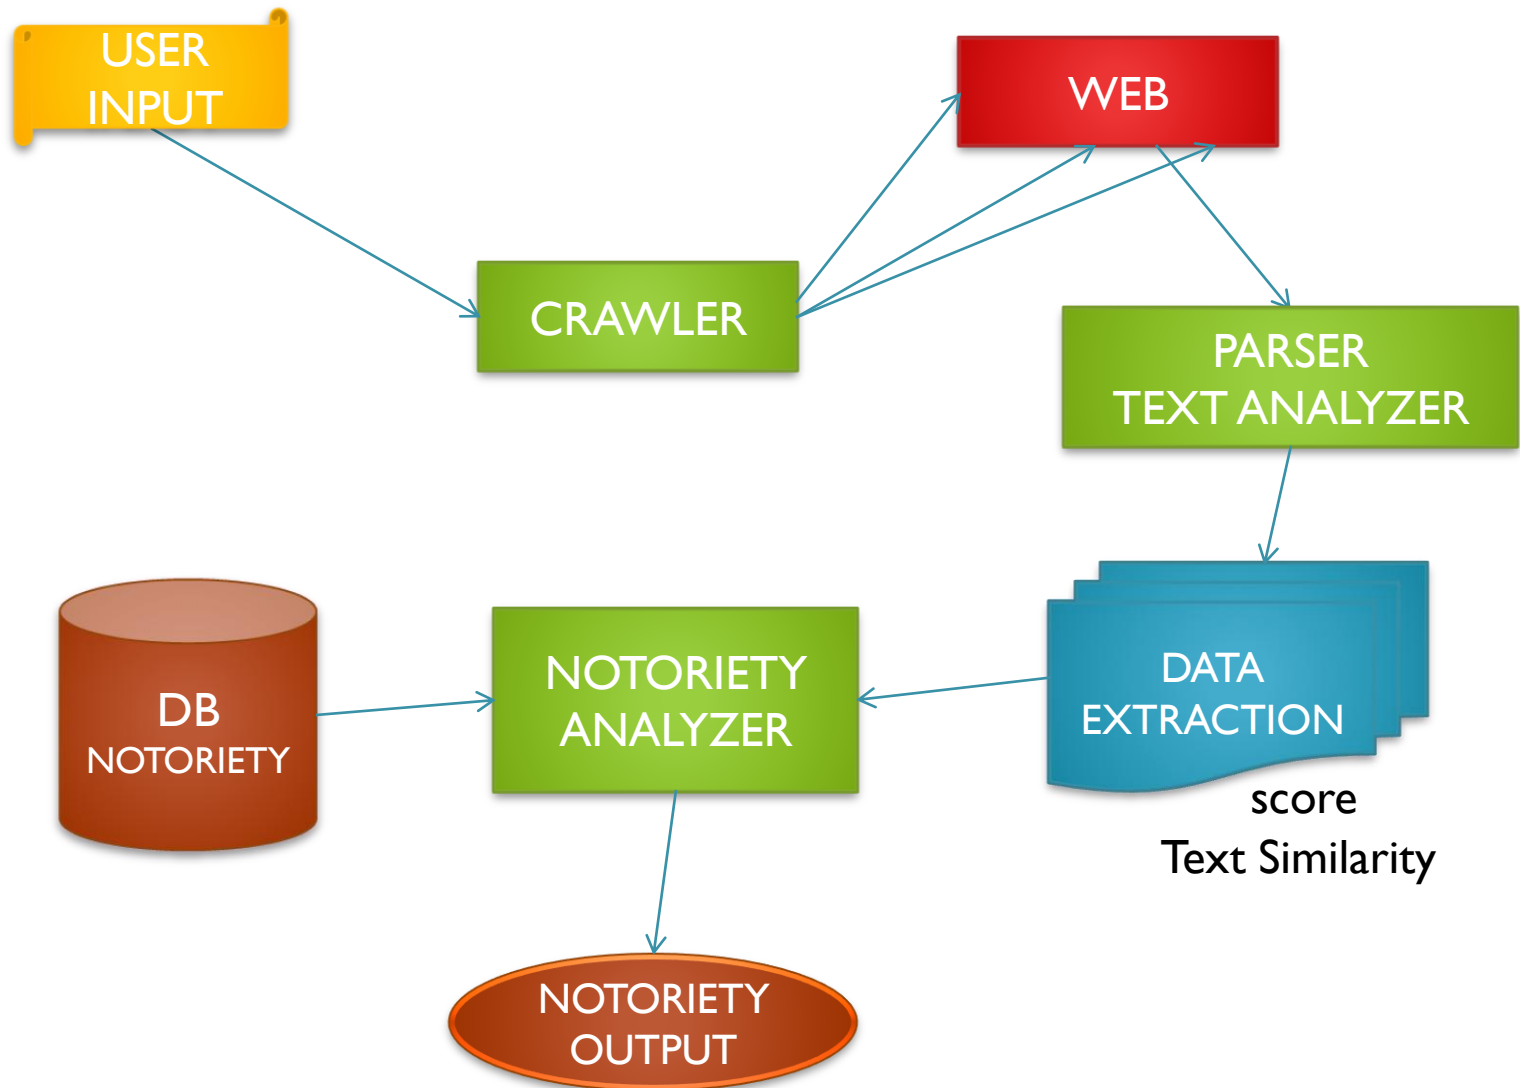 USER
INPUT
WEB
CRAWLER
PARSER
TEXT ANALYZER
DB
NOTORIETY
NOTORIETY
ANALYZER
DATA
EXTRACTION
score
Text Similarity
NOTORIETY
OUTPUT